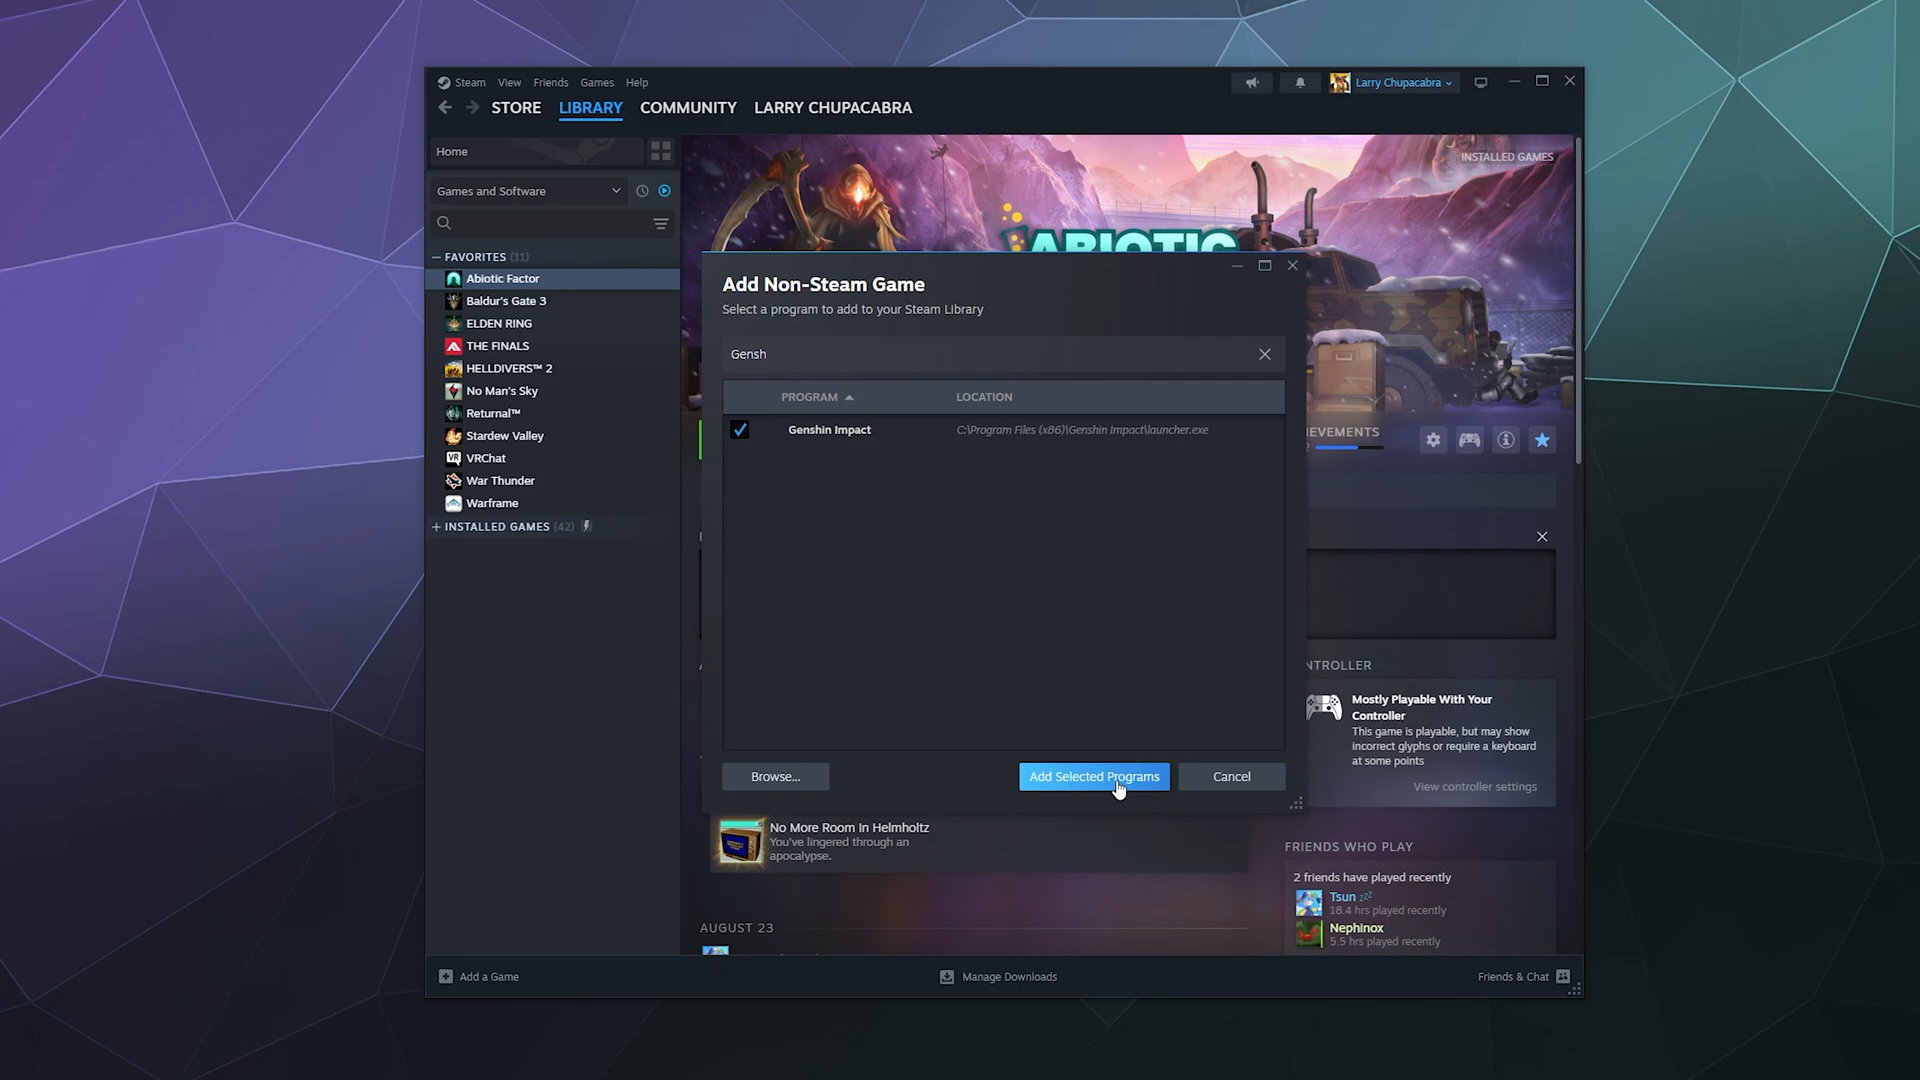 Steam View Friends Games Help
Larry Chupacabra
STORE LIBRARY COMMUNITY LARRY CHUPACABRA
Home
Games and Software
FAVORITES (11)
Abiotic Factor
Baldur's Gate 3
ELDEN RING
THE FINALS
HELLDIVERS™ 2
No Man's Sky
Returnal™
Stardew Valley
VRChat
War Thunder
Warframe
INSTALLED GAMES (42)
INSTALLED GAMES
ABIOTIC
Add Non-Steam Game
Select a program to add to your Steam Library
Gensh
PROGRAM LOCATION
Genshin Impact C:\Program Files (x86)\Genshin Impact\launcher.exe
Browse...
Add Selected Programs
Cancel
IEVEMENTS
NTROLLER
Mostly Playable With Your
Controller
This game is playable, but may show
incorrect glyphs or require a keyboard
at some points
View controller settings
No More Room In Helmholtz
You've lingered through an
apocalypse.
FRIENDS WHO PLAY
2 friends have played recently
Tsun zzz
18.4 hrs played recently
Nephinox
5.5 hrs played recently
AUGUST 23
Add a Game
Manage Downloads
Friends & Chat